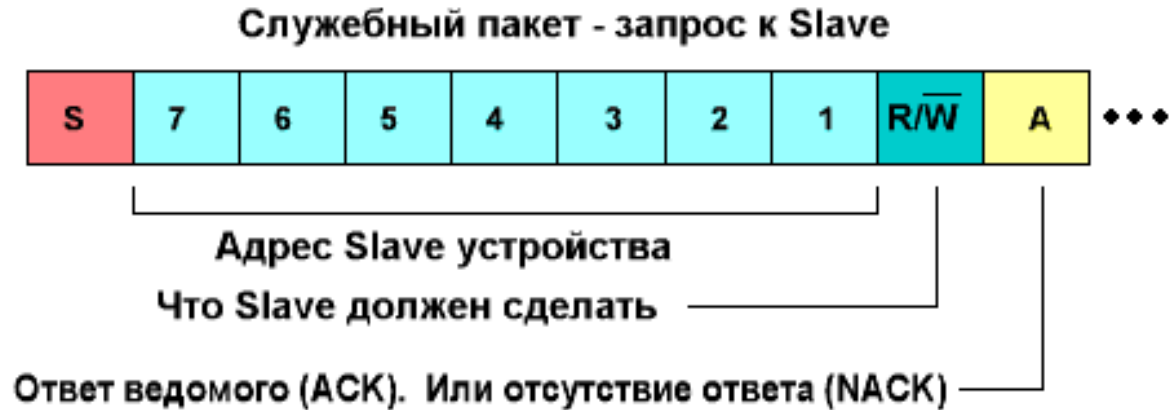 Служебный пакет - запрос к Slave
S 7 6 5 4 3 2 1 R/W̅ A •••
Адрес Slave устройства
Что Slave должен сделать
Ответ ведомого (ACK). Или отсутствие ответа (NACK)